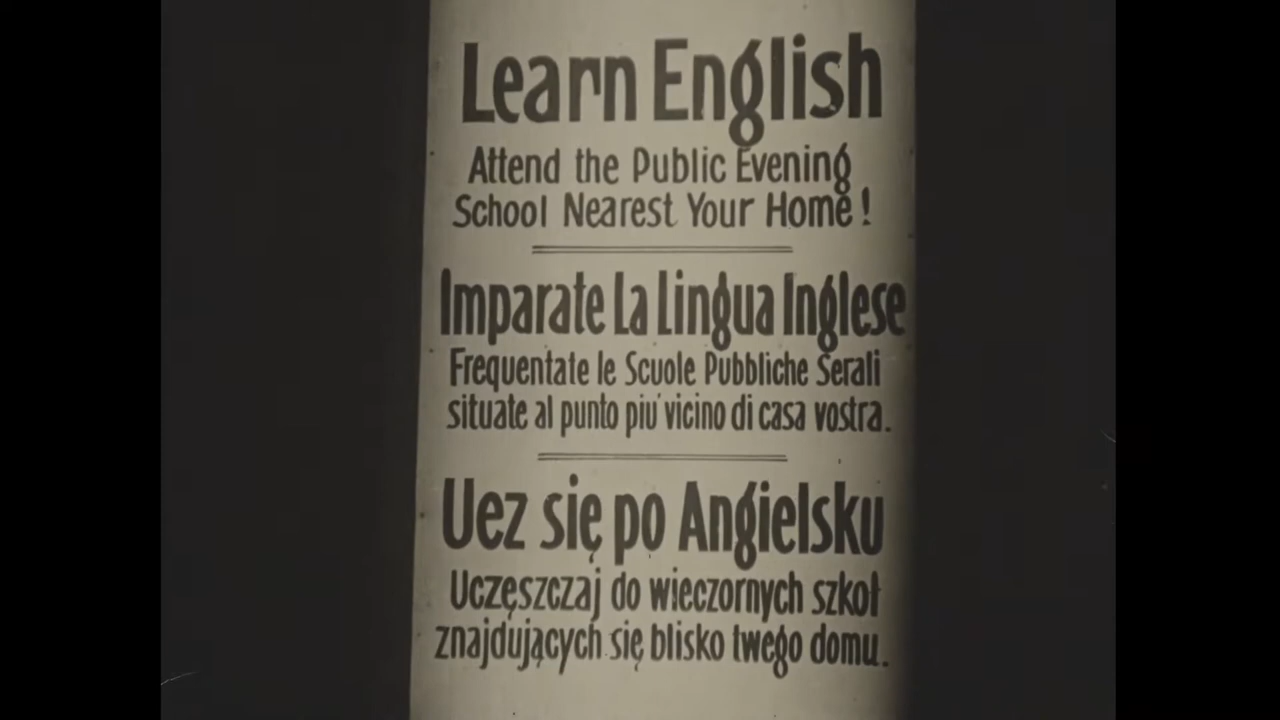 Learn English
Attend the Public Evening
School Nearest Your Home!
Imparate La Lingua Inglese
Frequentate le Scuole Pubbliche Serali
situate al punto piu' vicino di casa vostra.
Uez się po Angielsku
Uczęszczaj do wieczornych szkoł
znajdujących się blisko twego domu.